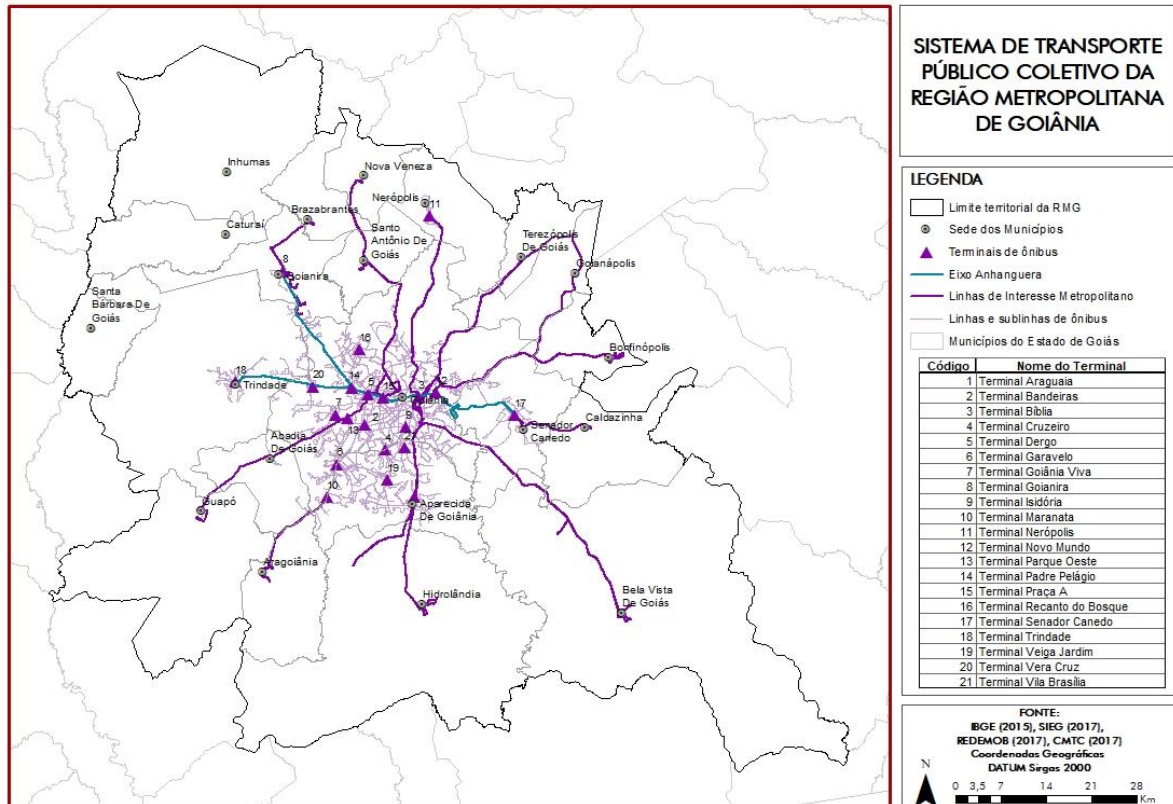 SISTEMA DE TRANSPORTE
PÚBLICO COLETIVO DA
REGIÃO METROPOLITANA
DE GOIÂNIA
LEGENDA
Limite territorial da RMG
Sede dos Municípios
Terminais de ônibus
Eixo Anhanguera
Linhas de Interesse Metropolitano
Linhas e sublinhas de ônibus
Municípios do Estado de Goiás
Código Nome do Terminal
1 Terminal Araguaia
2 Terminal Bandeiras
3 Terminal Bíblia
4 Terminal Cruzeiro
5 Terminal Dergo
6 Terminal Garavelo
7 Terminal Goiânia Viva
8 Terminal Goianira
9 Terminal Isidória
10 Terminal Maranata
11 Terminal Nerópolis
12 Terminal Novo Mundo
13 Terminal Parque Oeste
14 Terminal Padre Pelágio
15 Terminal Praça A
16 Terminal Recanto do Bosque
17 Terminal Senador Canedo
18 Terminal Trindade
19 Terminal Veiga Jardim
20 Terminal Vera Cruz
21 Terminal Vila Brasília
FONTE:
IBGE (2015), SIEG (2017),
REDEMOB (2017), CMTC (2017)
Coordenadas Geográficas
DATUM Sirgas 2000
N
0 3,5 7 14 21 28
Km
Inhumas
Nova Veneza
Nerópolis
11
Brazabrantes
Caturaí
Santo
Antônio De
Goiás
Terezópolis
De Goiás
Goianápolis
8
Goianira
Santa
Bárbara De
Goiás
16
Bonfinópolis
18
Trindade
20
14
5
15
Goiânia
3
12
7
13
2
9
17
Senador
Canedo
Caldazinha
Abadia
De Goiás
4
21
6
19
10
Guapó
Aparecida
De Goiânia
Aragoiânia
Hidrolândia
Bela Vista
De Goiás